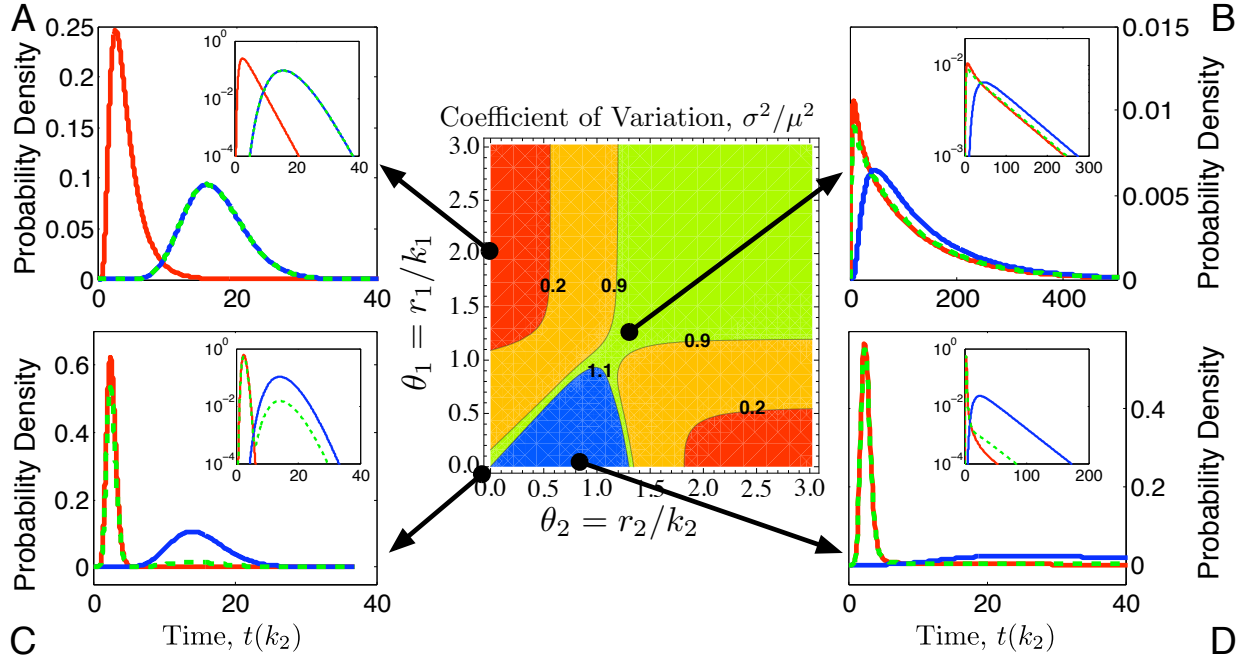 A
B
0.25
0.2
0.15
0.1
0.05
0
0 20 40
Probability Density
10^0
10^-2
10^-4
0 20 40
Coefficient of Variation, σ²/μ²
3.0
2.5
2.0
1.5
1.0
0.5
0.0
0.0 0.5 1.0 1.5 2.0 2.5 3.0
θ₁ = r₁/k₁
θ₂ = r₂/k₂
0.2
0.9
0.9
1.1
0.2
0.015
0.01
0.005
0
0 200 400
Probability Density
10^-2
10^-3
0 100 200 300
0.6
0.4
0.2
0
0 20 40
Probability Density
10^0
10^-2
10^-4
0 20 40
Time, t(k₂)
0.4
0.2
0
0 20 40
Probability Density
10^0
10^-2
10^-4
0 100 200
Time, t(k₂)
C
D